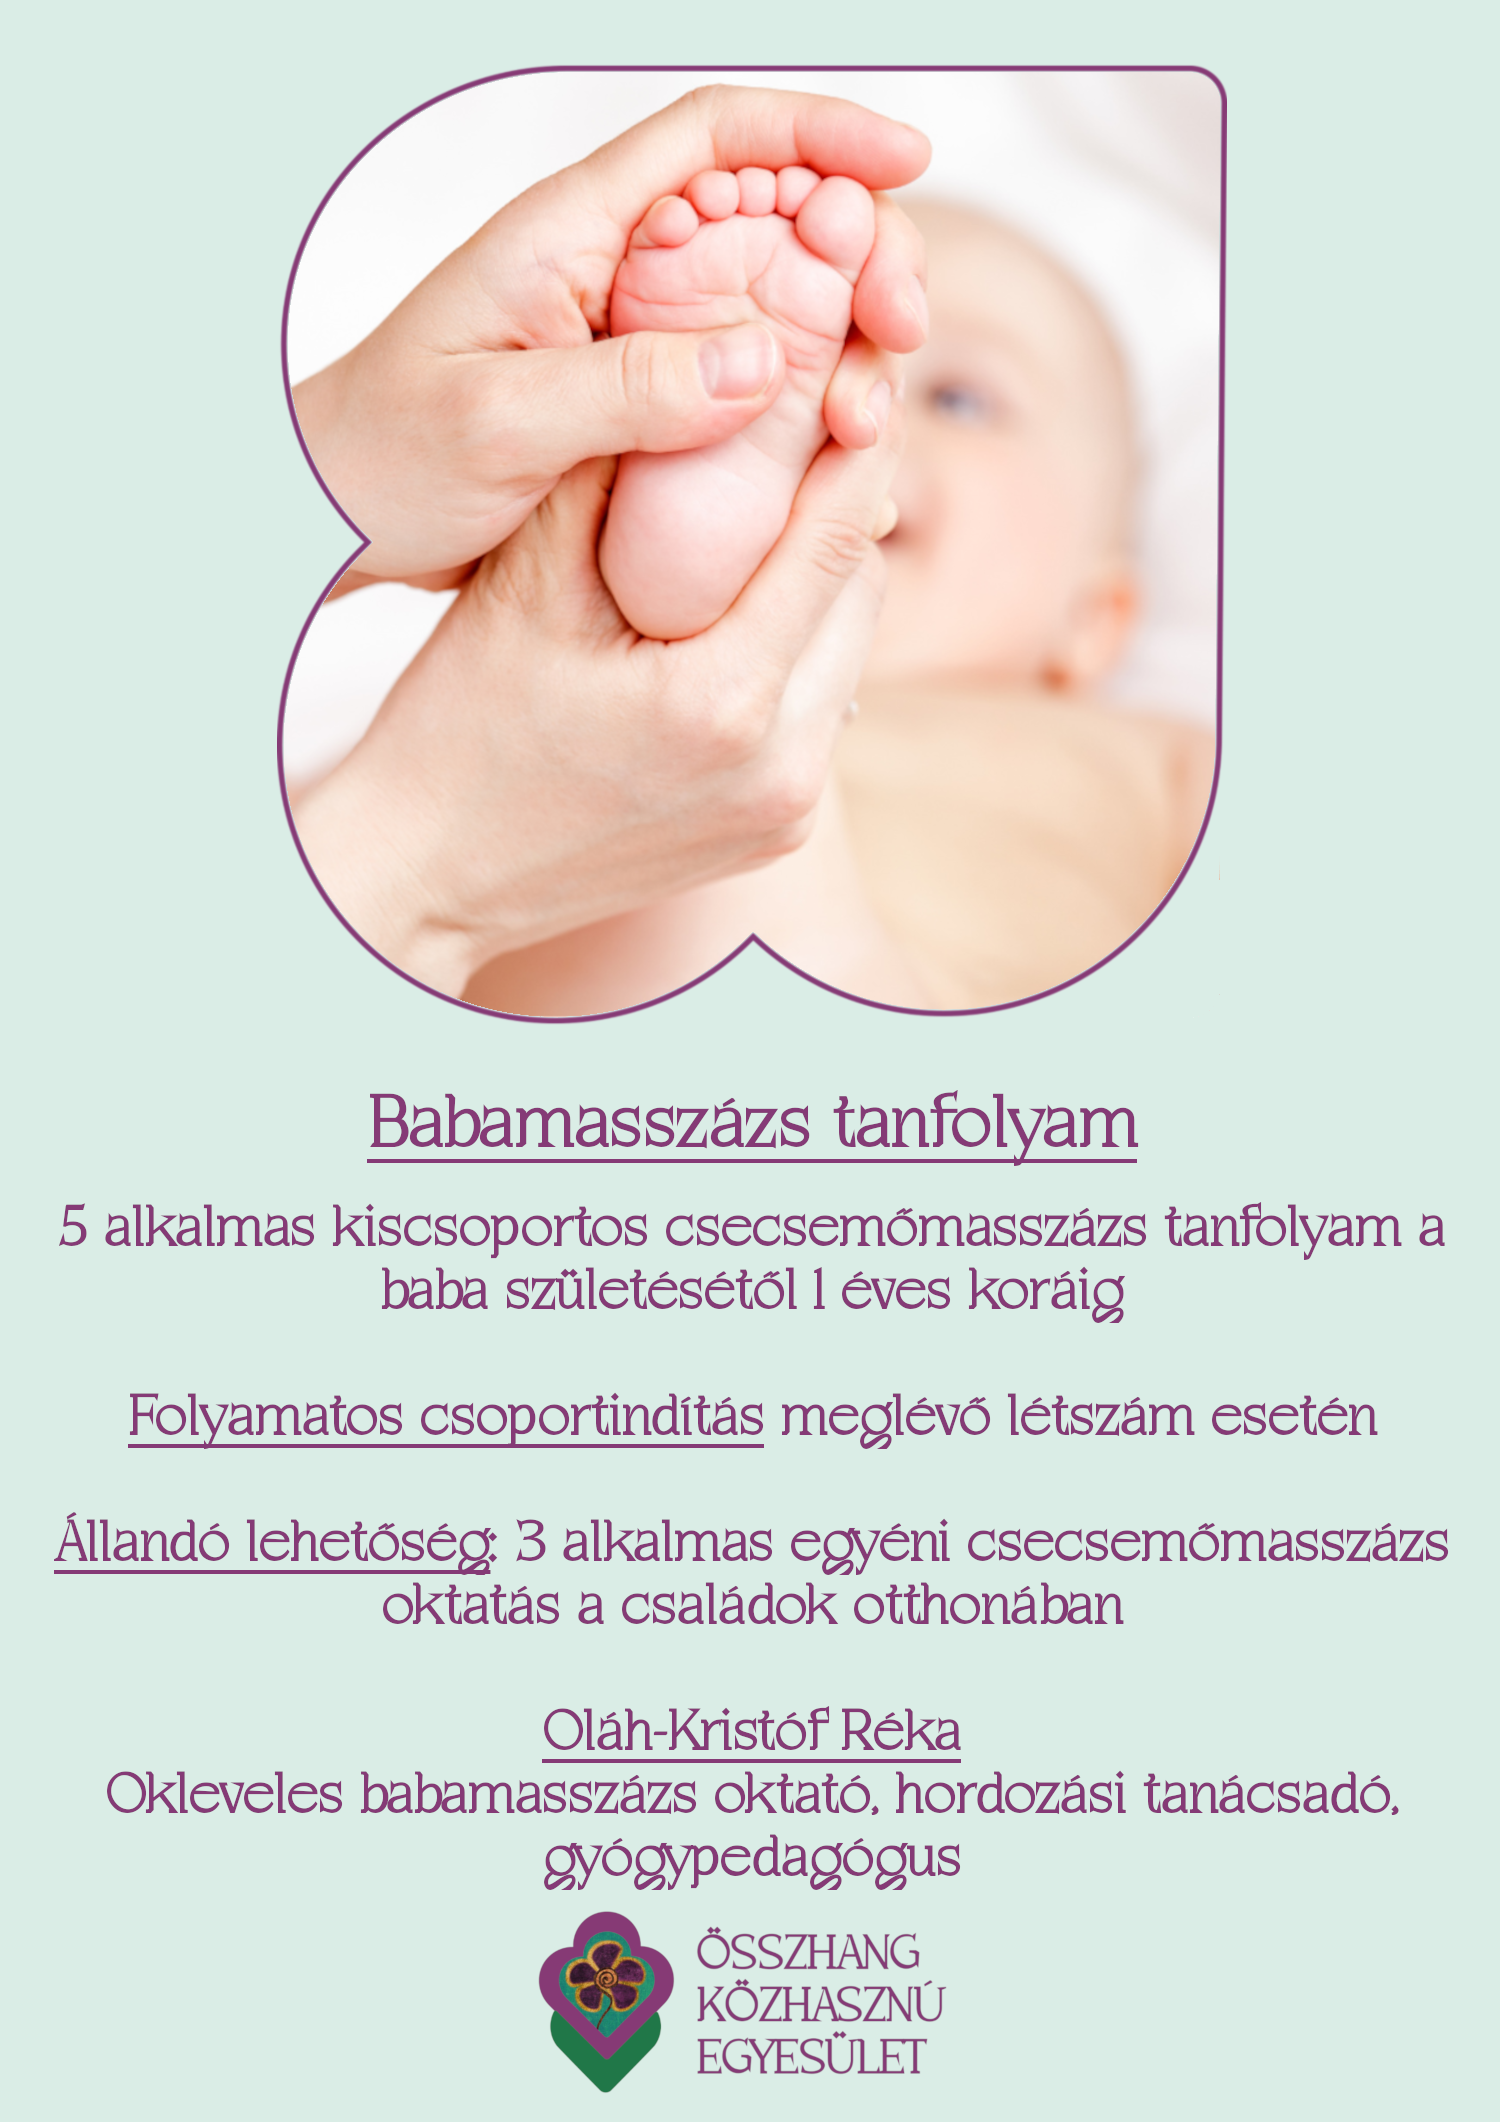 Babamasszázs tanfolyam
5 alkalmas kiscsoportos csecsemőmasszázs tanfolyam a
baba születésétől 1 éves koráig
Folyamatos csoportindítás meglévő létszám esetén
Állandó lehetőség: 3 alkalmas egyéni csecsemőmasszázs
oktatás a családok otthonában
Oláh-Kristóf Réka
Okleveles babamasszázs oktató, hordozási tanácsadó,
gyógypedagógus
ÖSSZHANG
KÖZHASZNÚ
EGYESÜLET